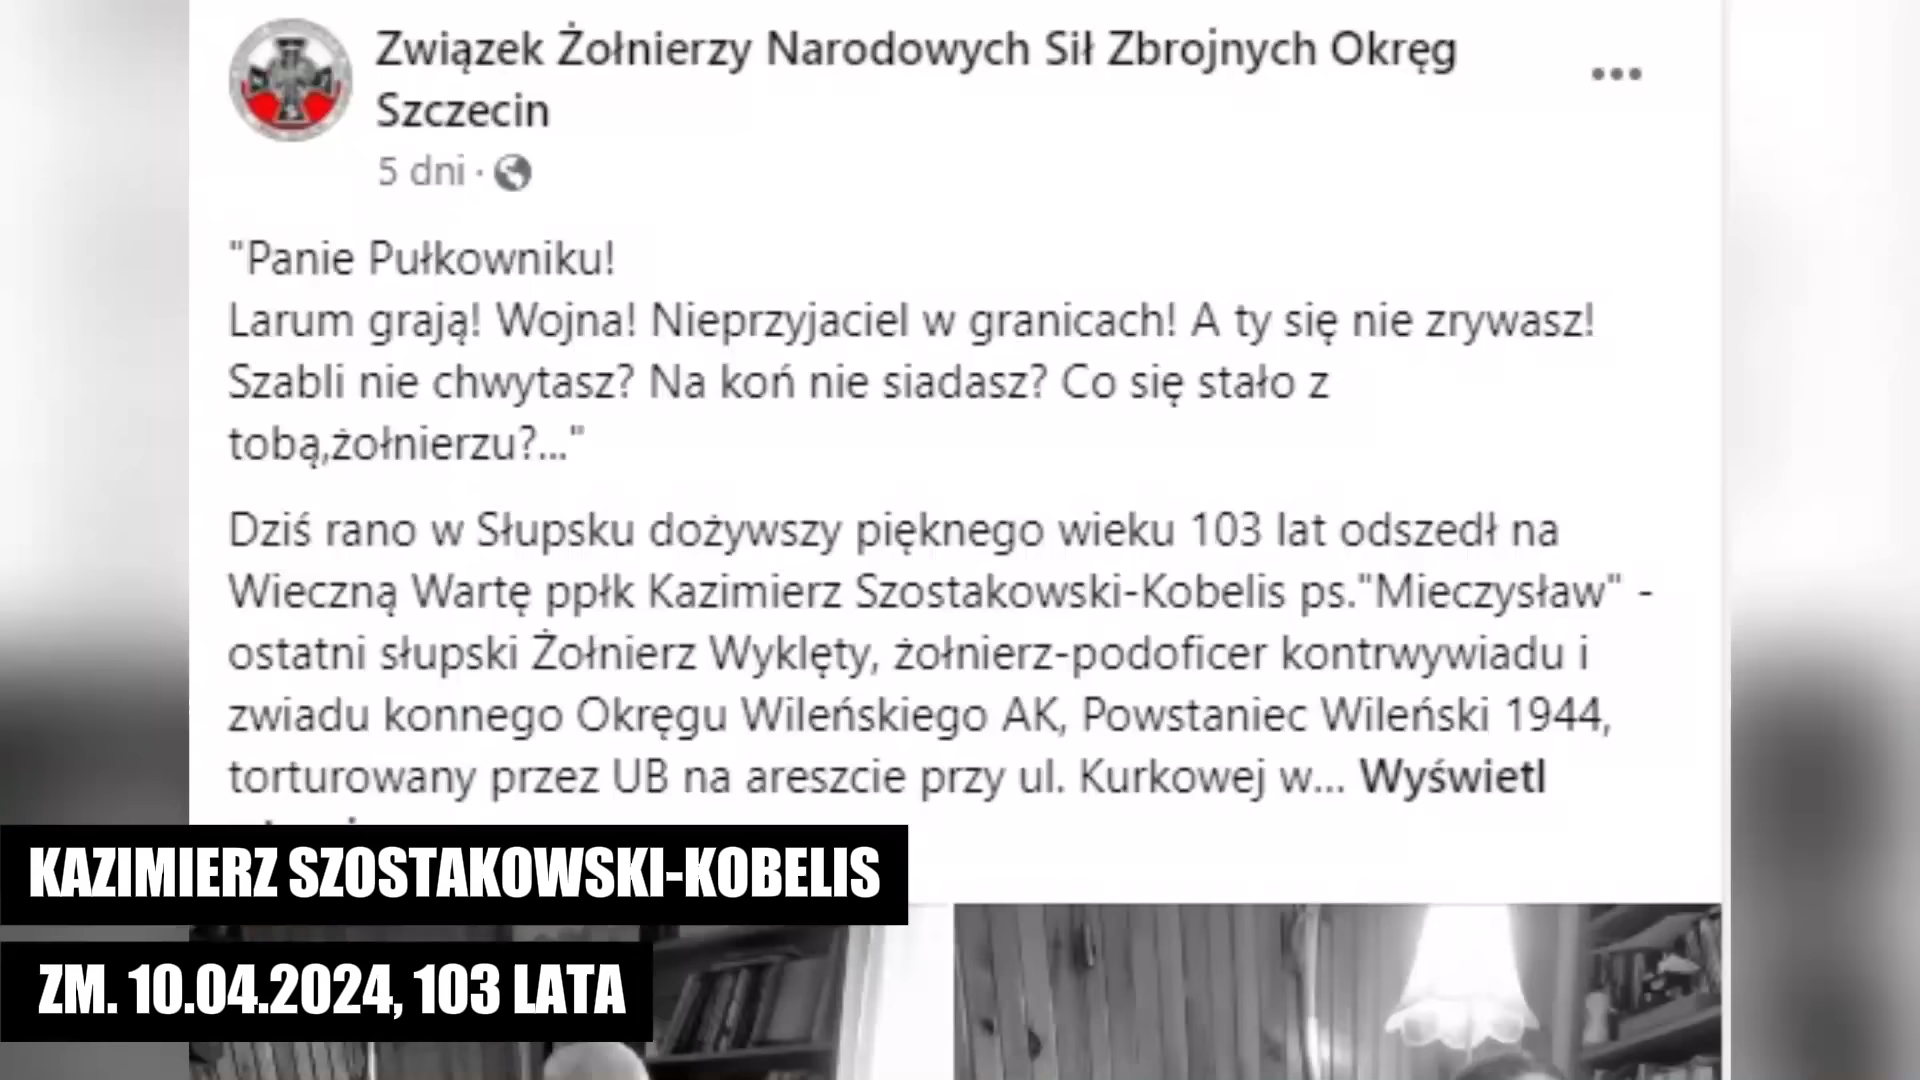 Związek Żołnierzy Narodowych Sił Zbrojnych Okręg
Szczecin
5 dni ·
"Panie Pułkowniku!
Larum grają! Wojna! Nieprzyjaciel w granicach! A ty się nie zrywasz!
Szabli nie chwytasz? Na koń nie siadasz? Co się stało z
tobą,żołnierzu?..."
Dziś rano w Słupsku dożywszy pięknego wieku 103 lat odszedł na
Wieczną Wartę ppłk Kazimierz Szostakowski-Kobelis ps."Mieczysław" -
ostatni słupski Żołnierz Wyklęty, żołnierz-podoficer kontrwywiadu i
zwiadu konnego Okręgu Wileńskiego AK, Powstaniec Wileński 1944,
torturowany przez UB na areszcie przy ul. Kurkowej w... Wyświetl
KAZIMIERZ SZOSTAKOWSKI-KOBELIS
ZM. 10.04.2024, 103 LATA